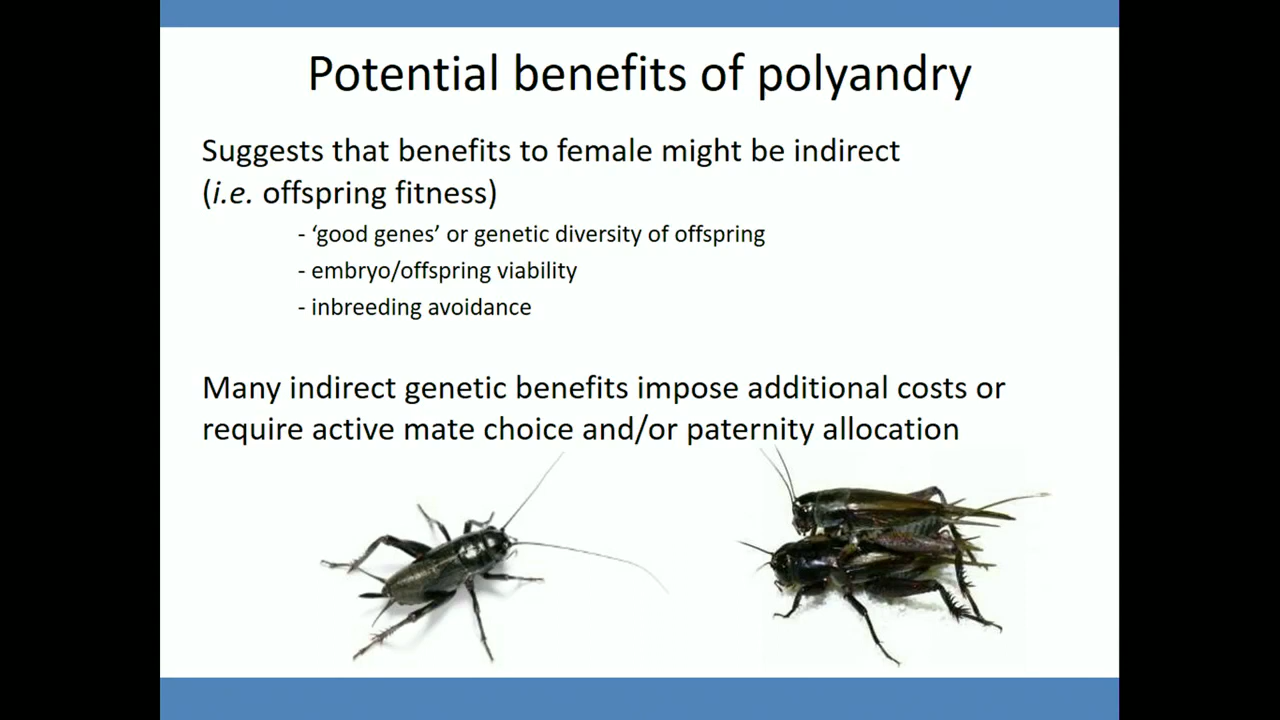 Potential benefits of polyandry
Suggests that benefits to female might be indirect
(i.e. offspring fitness)
- ‘good genes’ or genetic diversity of offspring
- embryo/offspring viability
- inbreeding avoidance
Many indirect genetic benefits impose additional costs or
require active mate choice and/or paternity allocation